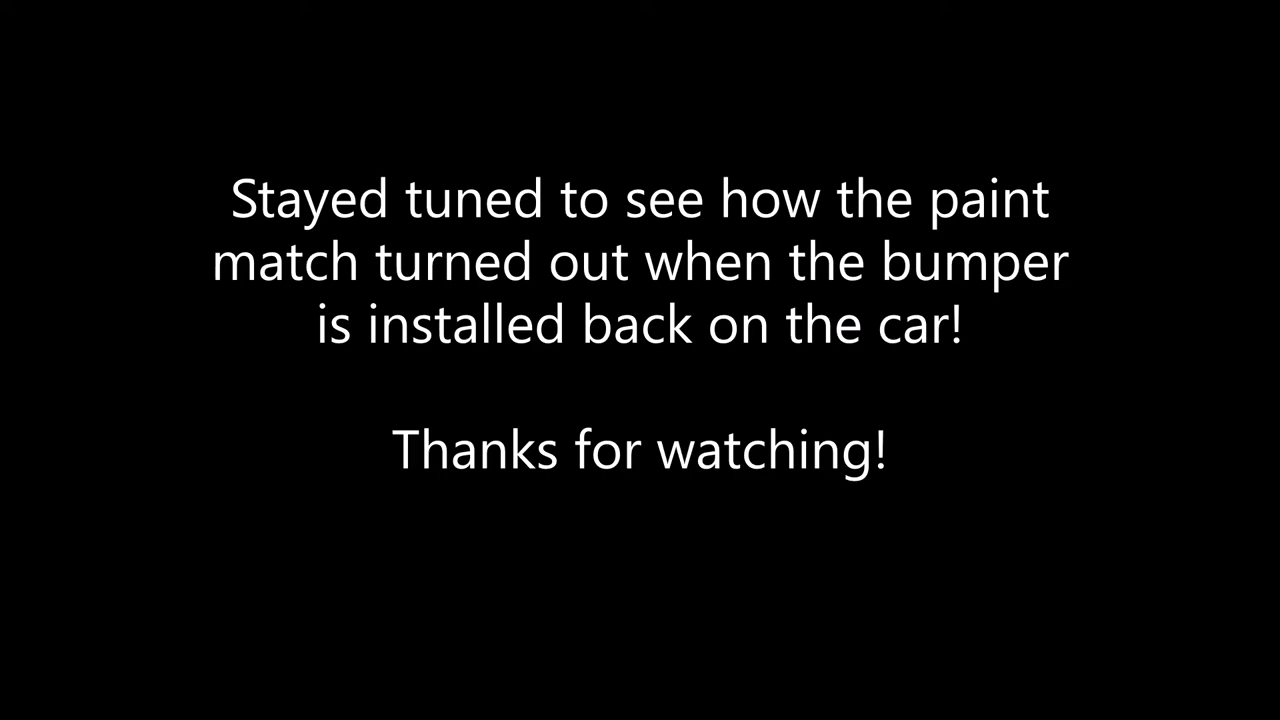 Stayed tuned to see how the paint
match turned out when the bumper
is installed back on the car!
Thanks for watching!